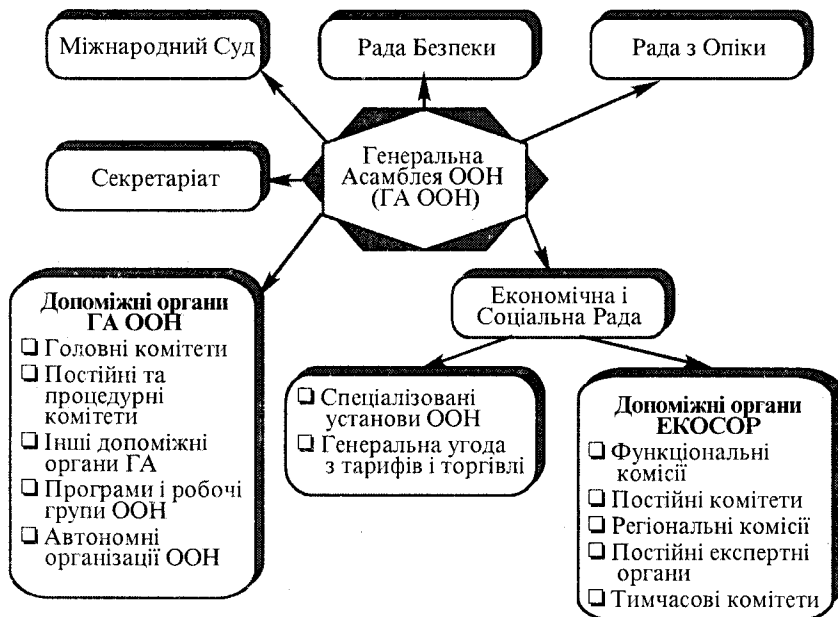 Міжнародний Суд
Рада Безпеки
Рада з Опіки
Секретаріат
Генеральна
Асамблея ООН
(ГА ООН)
Допоміжні органи
ГА ООН
❏ Головні комітети
❏ Постійні та
процедурні
комітети
❏ Інші допоміжні
органи ГА
❏ Програми і робочі
групи ООН
❏ Автономні
організації ООН
Економічна і
Соціальна Рада
❏ Спеціалізовані
установи ООН
❏ Генеральна угода
з тарифів і торгівлі
Допоміжні органи
ЕКОСОР
❏ Функціональні
комісії
❏ Постійні комітети
❏ Регіональні комісії
❏ Постійні експертні
органи
❏ Тимчасові комітети